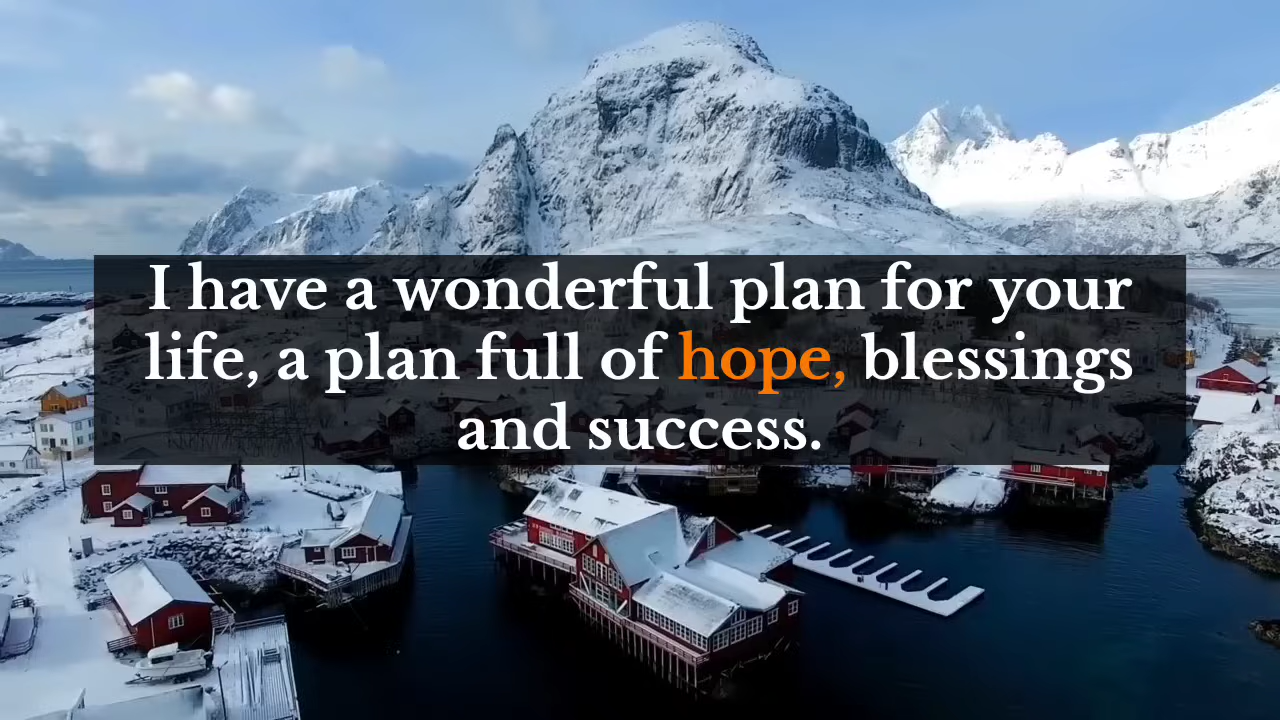 I have a wonderful plan for your
life, a plan full of hope, blessings
and success.